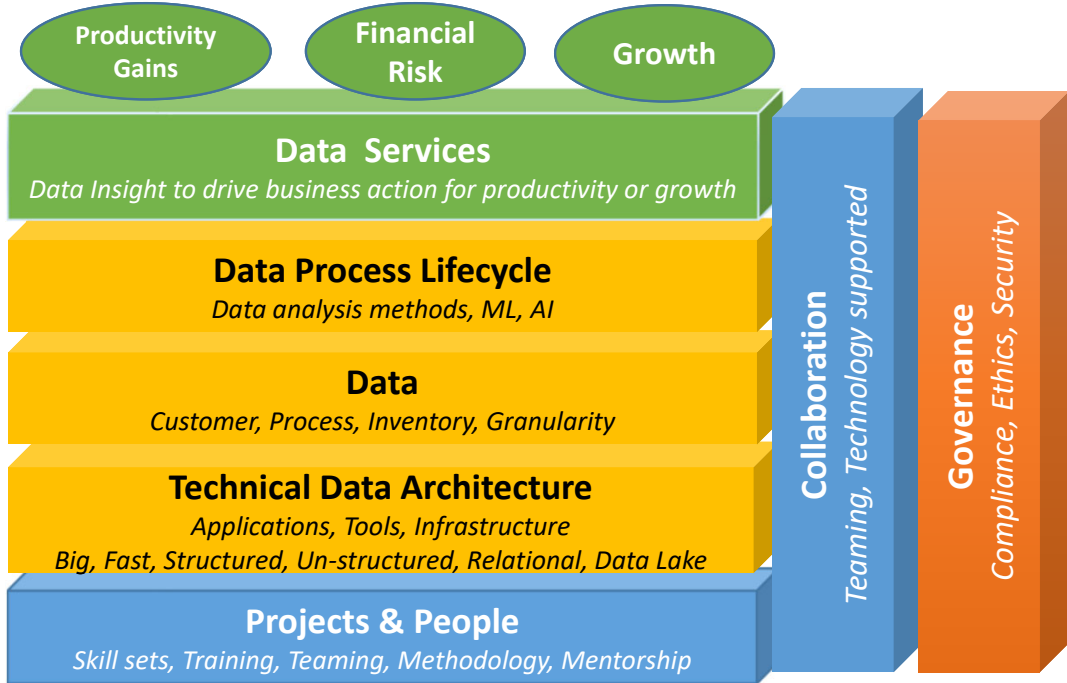 Productivity
Gains
Financial
Risk
Growth
Data Services
Data Insight to drive business action for productivity or growth
Data Process Lifecycle
Data analysis methods, ML, AI
Data
Customer, Process, Inventory, Granularity
Technical Data Architecture
Applications, Tools, Infrastructure
Big, Fast, Structured, Un-structured, Relational, Data Lake
Projects & People
Skill sets, Training, Teaming, Methodology, Mentorship
Collaboration
Teaming, Technology supported
Governance
Compliance, Ethics, Security